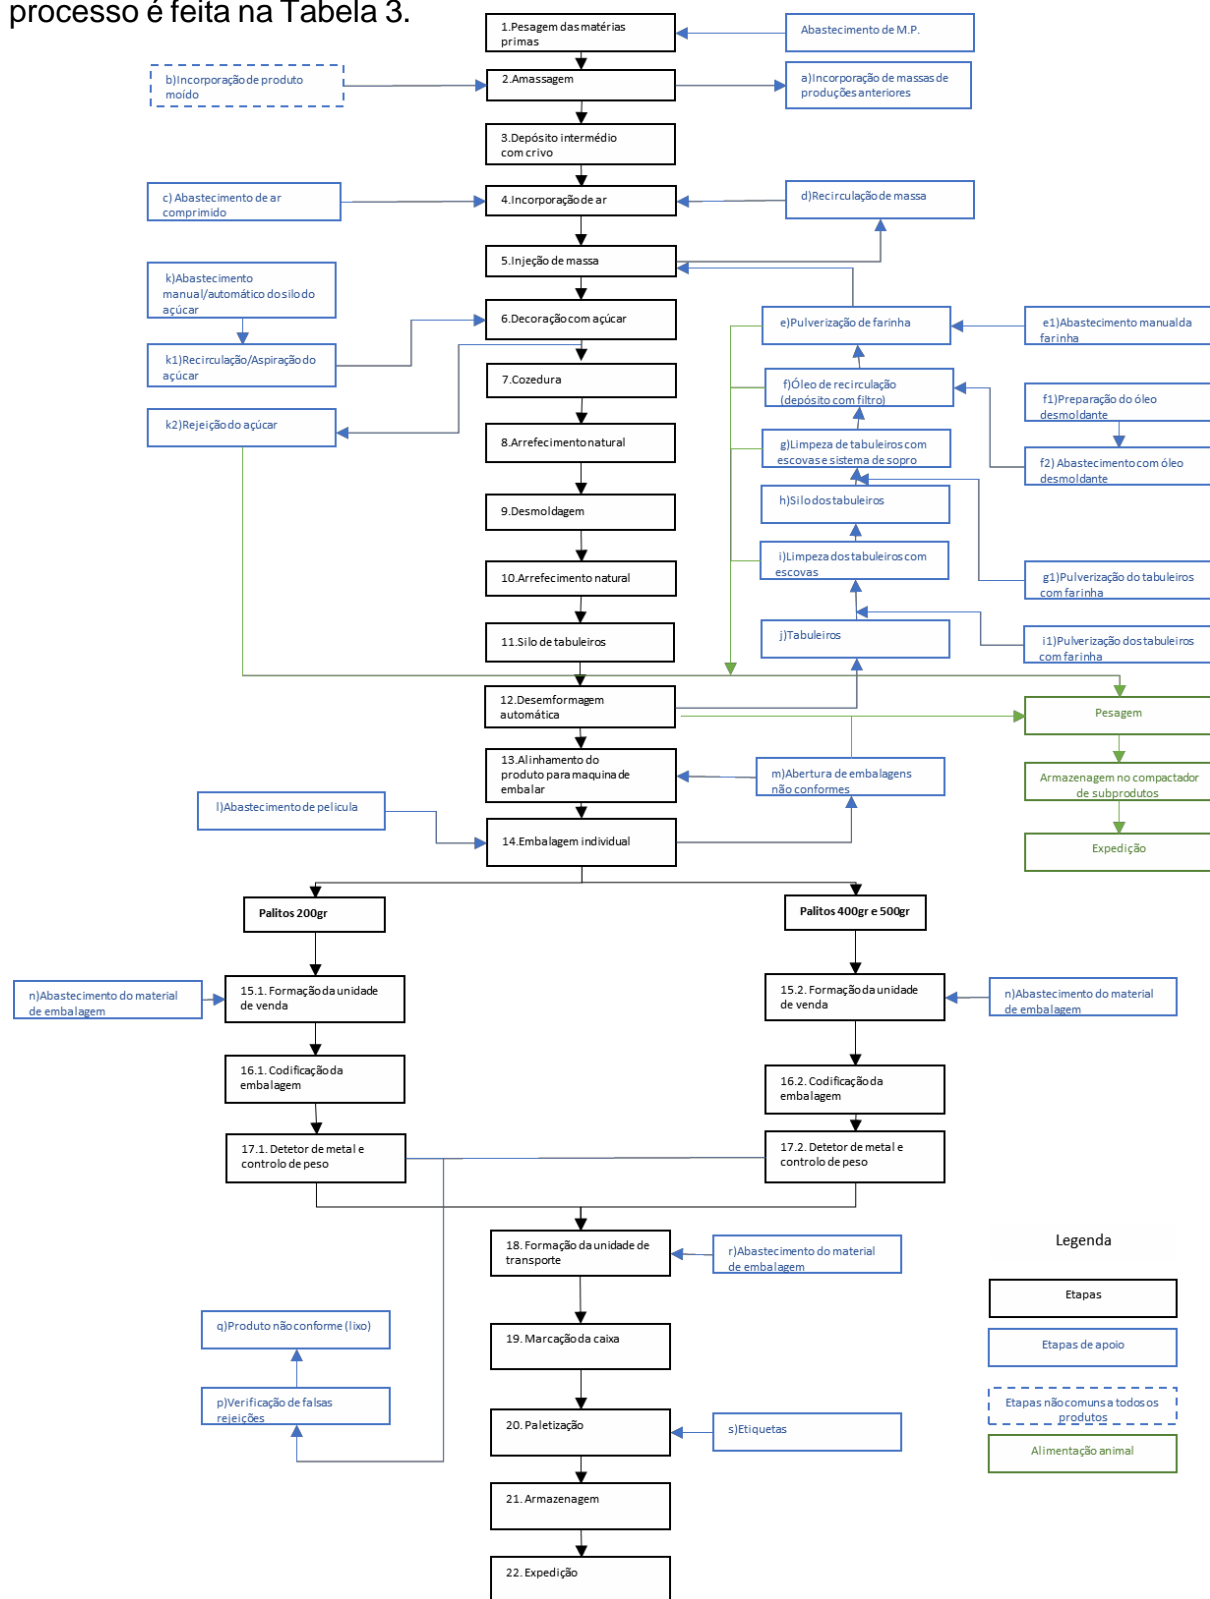 processo é feita na Tabela 3.
1.Pesagem das matérias
primas
Abastecimento de M.P.
b)Incorporação de produto
moído
2.Amassagem
a)Incorporação de massas de
produções anteriores
3.Depósito intermédio
com crivo
c) Abastecimento de ar
comprimido
4.Incorporação de ar
d)Recirculação de massa
5.Injeção de massa
k)Abastecimento
manual/automático do silo do
açúcar
6.Decoração com açúcar
e)Pulverização de farinha
e1)Abastecimento manual da
farinha
k1)Recirculação/Aspiração do
açúcar
7.Cozedura
f)Óleo de recirculação
(depósito com filtro)
f1)Preparação do óleo
desmoldante
k2)Rejeição do açúcar
8.Arrefecimento natural
g)Limpeza de tabuleiros com
escovas e sistema de sopro
f2) Abastecimento com óleo
desmoldante
9.Desmoldagem
h)Silo dos tabuleiros
10.Arrefecimento natural
i)Limpeza dos tabuleiros com
escovas
g1)Pulverização do tabuleiros
com farinha
11.Silo de tabuleiros
j)Tabuleiros
i1)Pulverização dos tabuleiros
com farinha
12.Desemformagem
automática
Pesagem
13.Alinhamento do
produto para maquina de
embalar
m)Abertura de embalagens
não conformes
Armazenagem no compactador
de subprodutos
l)Abastecimento de pelicula
14.Embalagem individual
Expedição
Palitos 200gr
Palitos 400gr e 500gr
n)Abastecimento do material
de embalagem
15.1. Formação da unidade
de venda
15.2. Formação da unidade
de venda
n)Abastecimento do material
de embalagem
16.1. Codificação da
embalagem
16.2. Codificação da
embalagem
17.1. Detetor de metal e
controlo de peso
17.2. Detetor de metal e
controlo de peso
18. Formação da unidade de
transporte
r)Abastecimento do material
de embalagem
Legenda
Etapas
q)Produto não conforme (lixo)
19. Marcação da caixa
Etapas de apoio
p)Verificação de falsas
rejeições
20. Paletização
s)Etiquetas
Etapas não comuns a todos os
produtos
Alimentação animal
21. Armazenagem
22. Expedição